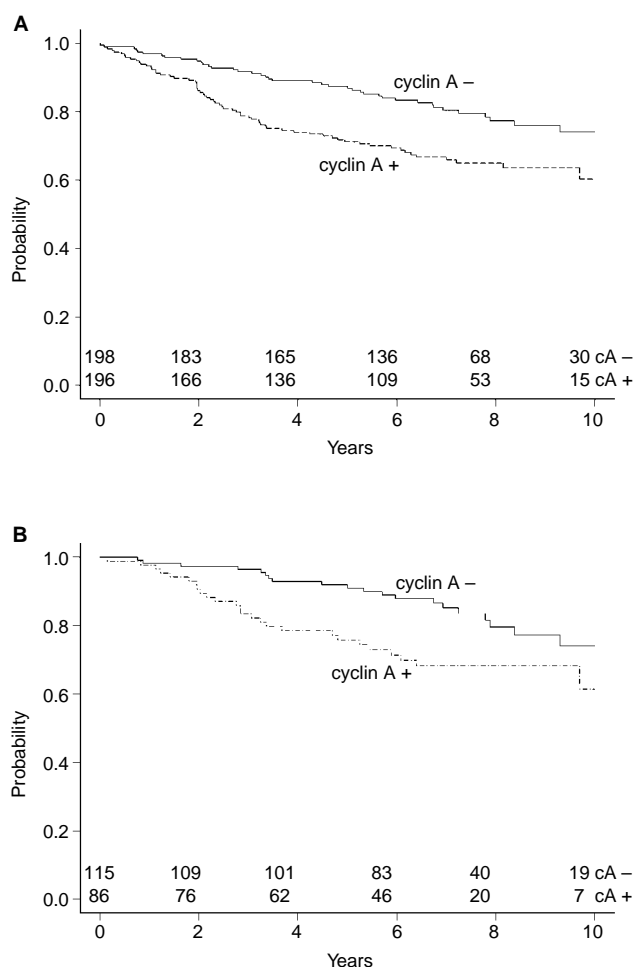 A
1.0
cyclin A –
0.8
cyclin A +
0.6
Probability
0.4
0.2
198 183 165 136 68 30 cA –
0.0 196 166 136 109 53 15 cA +
0 2 4 6 8 10
Years
B
1.0
cyclin A –
0.8
cyclin A +
0.6
Probability
0.4
0.2
115 109 101 83 40 19 cA –
0.0 86 76 62 46 20 7 cA +
0 2 4 6 8 10
Years